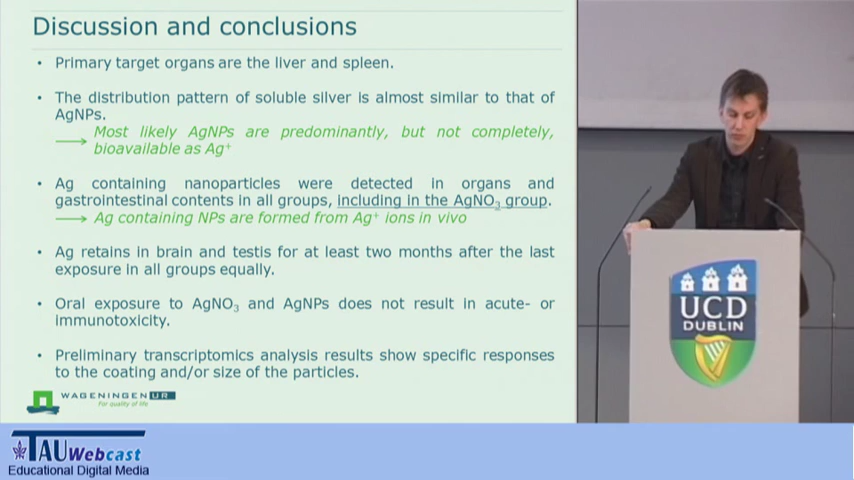 Discussion and conclusions
• Primary target organs are the liver and spleen.
• The distribution pattern of soluble silver is almost similar to that of
AgNPs.
Most likely AgNPs are predominantly, but not completely,
bioavailable as Ag⁺
• Ag containing nanoparticles were detected in organs and
gastrointestinal contents in all groups, including in the AgNO₃ group.
Ag containing NPs are formed from Ag⁺ ions in vivo
• Ag retains in brain and testis for at least two months after the last
exposure in all groups equally.
• Oral exposure to AgNO₃ and AgNPs does not result in acute- or
immunotoxicity.
• Preliminary transcriptomics analysis results show specific responses
to the coating and/or size of the particles.
WAGENINGEN UR
For quality of life
UCD
DUBLIN
TAU Webcast
Educational Digital Media